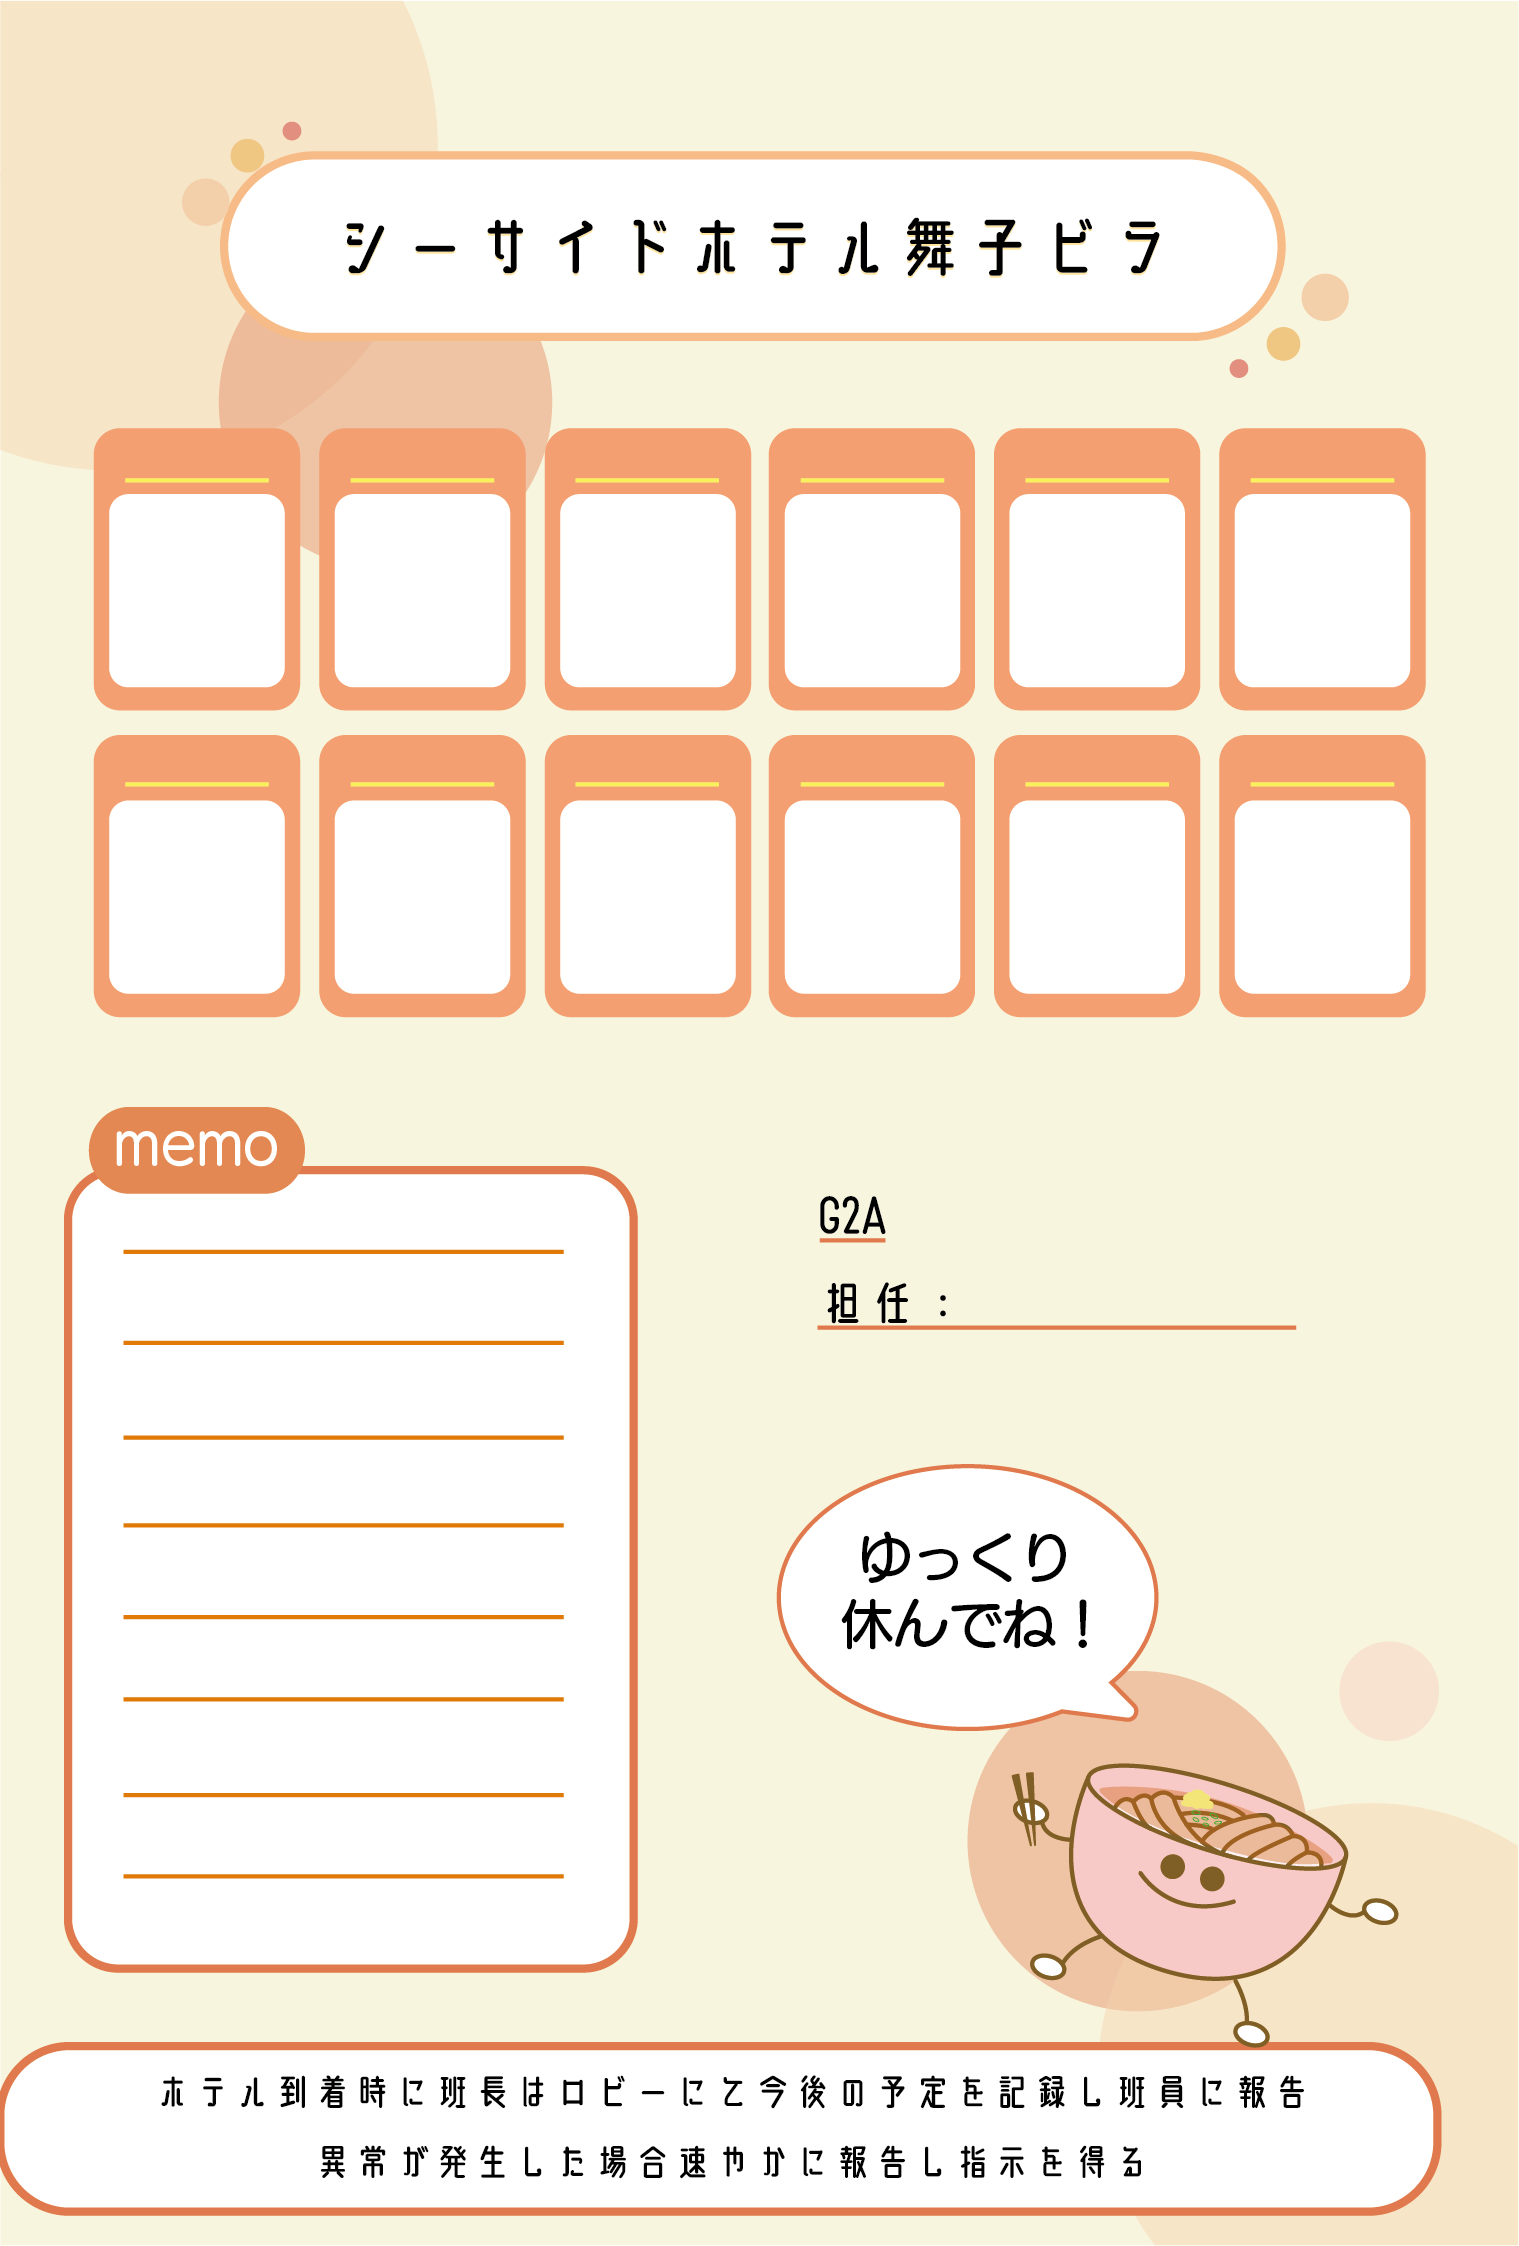 シーサイドホテル舞子ビラ
memo
G2A
担任：
ゆっくり
休んでね！
ホテル到着時に班長はロビーにて今後の予定を記録し班員に報告
異常が発生した場合速やかに報告し指示を得る